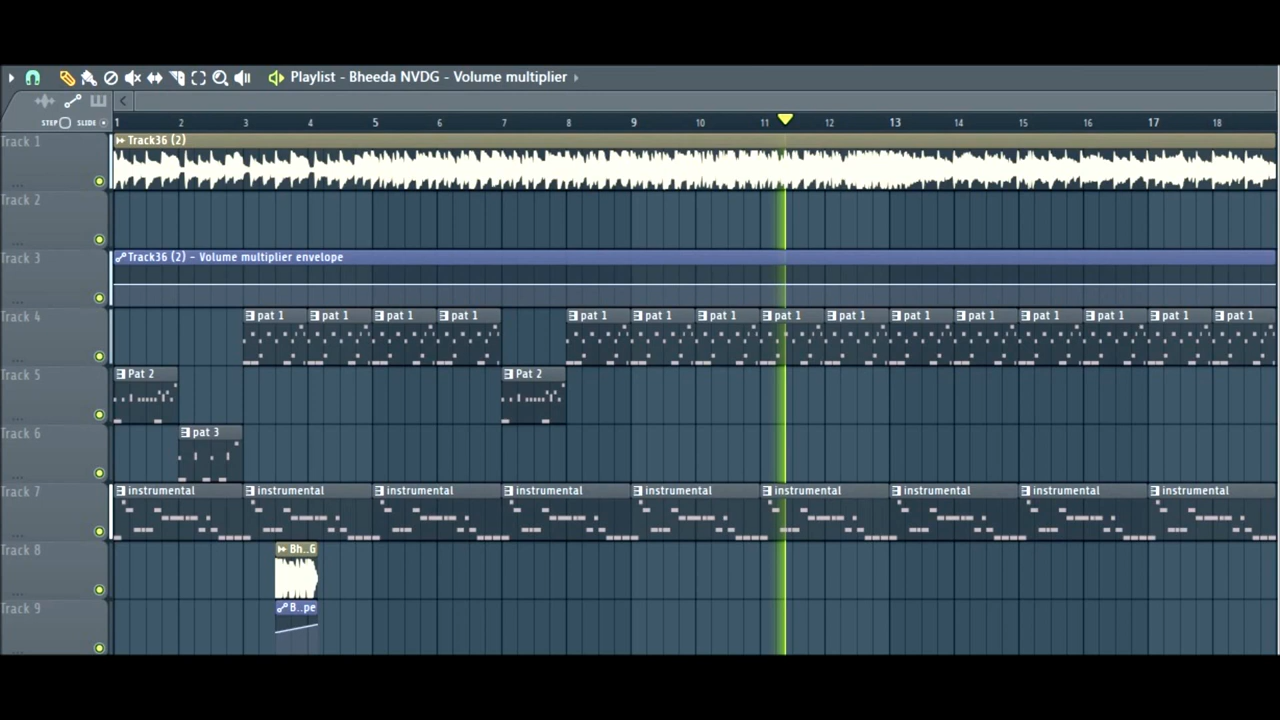 Playlist - Bheeda NVDG - Volume multiplier
STEP SLIDE 1 2 3 4 5 6 7 8 9 10 11 12 13 14 15 16 17 18
Track 1 Track36 (2)
Track 2
Track 3 Track36 (2) - Volume multiplier envelope
Track 4 pat 1 pat 1 pat 1 pat 1 pat 1 pat 1 pat 1 pat 1 pat 1 pat 1 pat 1 pat 1 pat 1 pat 1 pat 1
Track 5 Pat 2 Pat 2
Track 6 pat 3
Track 7 instrumental instrumental instrumental instrumental instrumental instrumental instrumental instrumental instrumental
Track 8 Bh..G
Track 9 B..pe